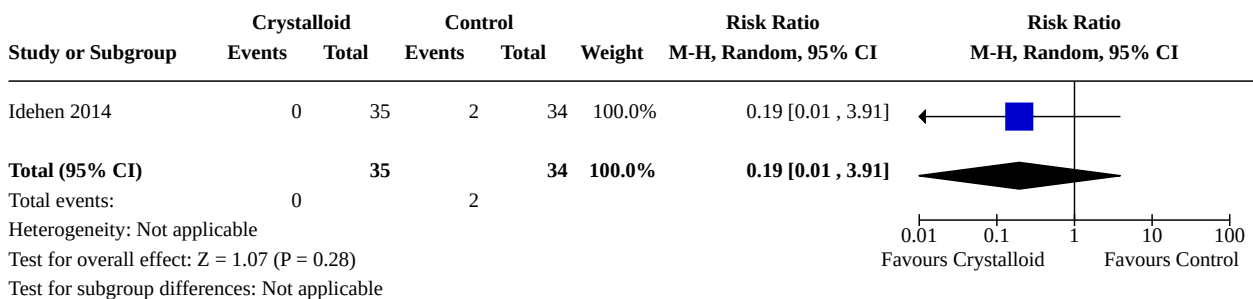 Crystalloid Control Risk Ratio Risk Ratio
Study or Subgroup Events Total Events Total Weight M-H, Random, 95% CI M-H, Random, 95% CI
Idehen 2014 0 35 2 34 100.0% 0.19 [0.01 , 3.91]
Total (95% CI) 35 34 100.0% 0.19 [0.01 , 3.91]
Total events: 0 2
Heterogeneity: Not applicable
0.01 0.1 1 10 100
Test for overall effect: Z = 1.07 (P = 0.28) Favours Crystalloid Favours Control
Test for subgroup differences: Not applicable